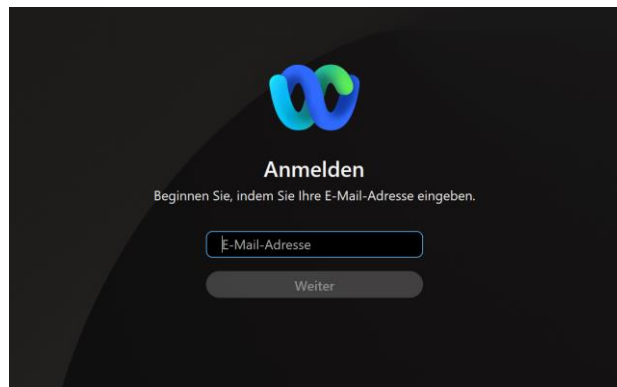 Anmelden
Beginnen Sie, indem Sie Ihre E-Mail-Adresse eingeben.
E-Mail-Adresse
Weiter